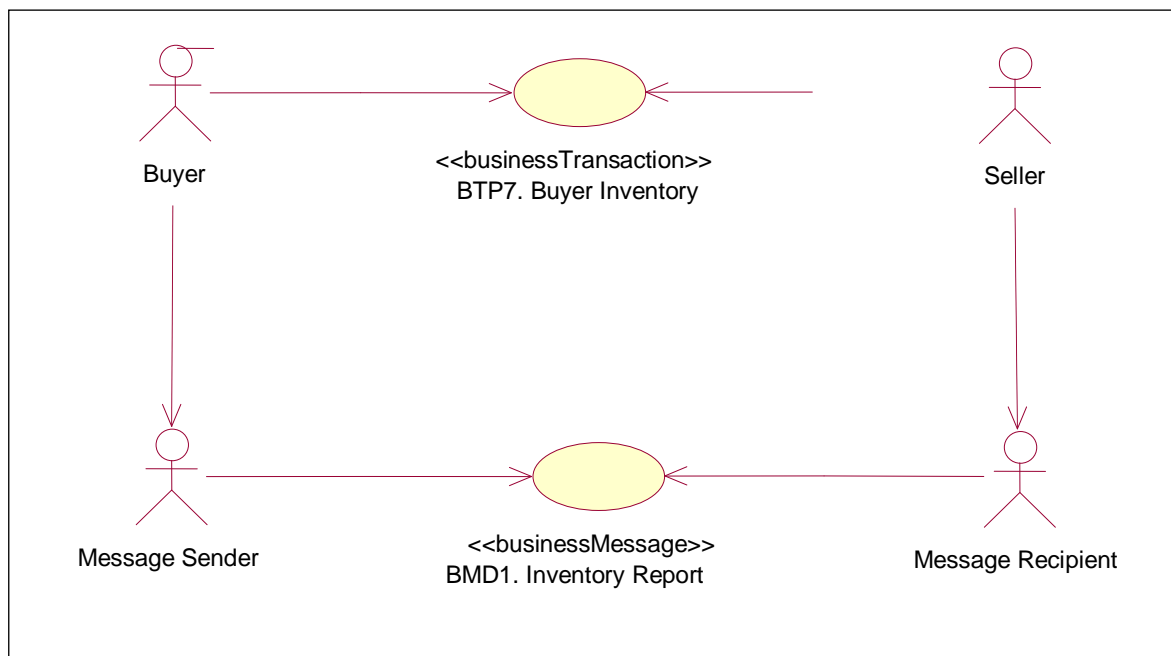 Buyer
<<businessTransaction>>
BTP7. Buyer Inventory
Seller
Message Sender
<<businessMessage>>
BMD1. Inventory Report
Message Recipient